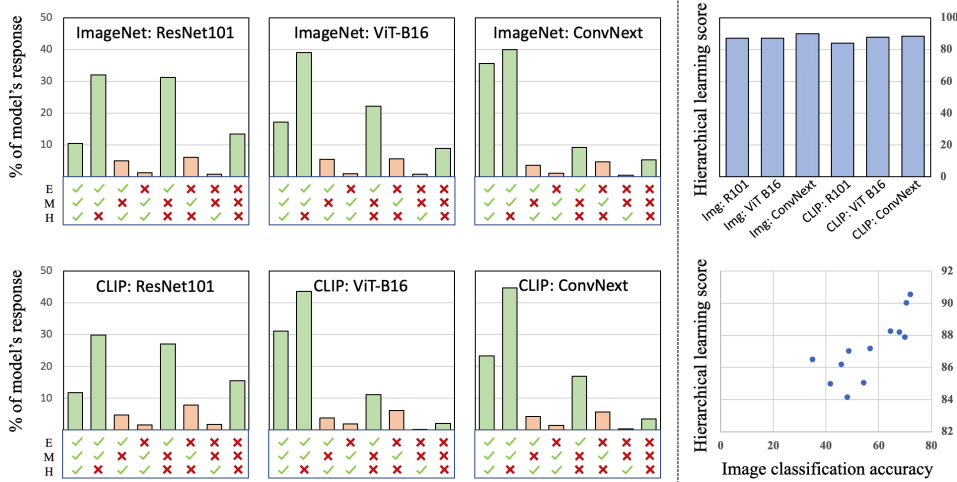 % of model's response
50
40
30
20
10
ImageNet: ResNet101
ImageNet: ViT-B16
ImageNet: ConvNext
E ✓ ✓ ✓ ✗ ✓ ✗ ✗ ✗ ✓ ✓ ✓ ✗ ✓ ✗ ✗ ✗ ✓ ✓ ✓ ✗ ✓ ✗ ✗ ✗
M ✓ ✓ ✗ ✓ ✗ ✓ ✗ ✗ ✓ ✓ ✗ ✓ ✗ ✓ ✗ ✗ ✓ ✓ ✗ ✓ ✗ ✓ ✗ ✗
H ✓ ✗ ✓ ✓ ✗ ✗ ✓ ✗ ✓ ✗ ✓ ✓ ✗ ✗ ✓ ✗ ✓ ✗ ✓ ✓ ✗ ✗ ✓ ✗
Hierarchical learning score
100
80
60
40
20
0
Img: R101
Img: ViT B16
Img: ConvNext
CLIP: R101
CLIP: ViT B16
CLIP: ConvNext
% of model's response
50
40
30
20
10
CLIP: ResNet101
CLIP: ViT-B16
CLIP: ConvNext
E ✓ ✓ ✓ ✗ ✓ ✗ ✗ ✗ ✓ ✓ ✓ ✗ ✓ ✗ ✗ ✗ ✓ ✓ ✓ ✗ ✓ ✗ ✗ ✗
M ✓ ✓ ✗ ✓ ✗ ✓ ✗ ✗ ✓ ✓ ✗ ✓ ✗ ✓ ✗ ✗ ✓ ✓ ✗ ✓ ✗ ✓ ✗ ✗
H ✓ ✗ ✓ ✓ ✗ ✗ ✓ ✗ ✓ ✗ ✓ ✓ ✗ ✗ ✓ ✗ ✓ ✗ ✓ ✓ ✗ ✗ ✓ ✗
Hierarchical learning score
92
90
88
86
84
82
0
20
40
60
80
Image classification accuracy